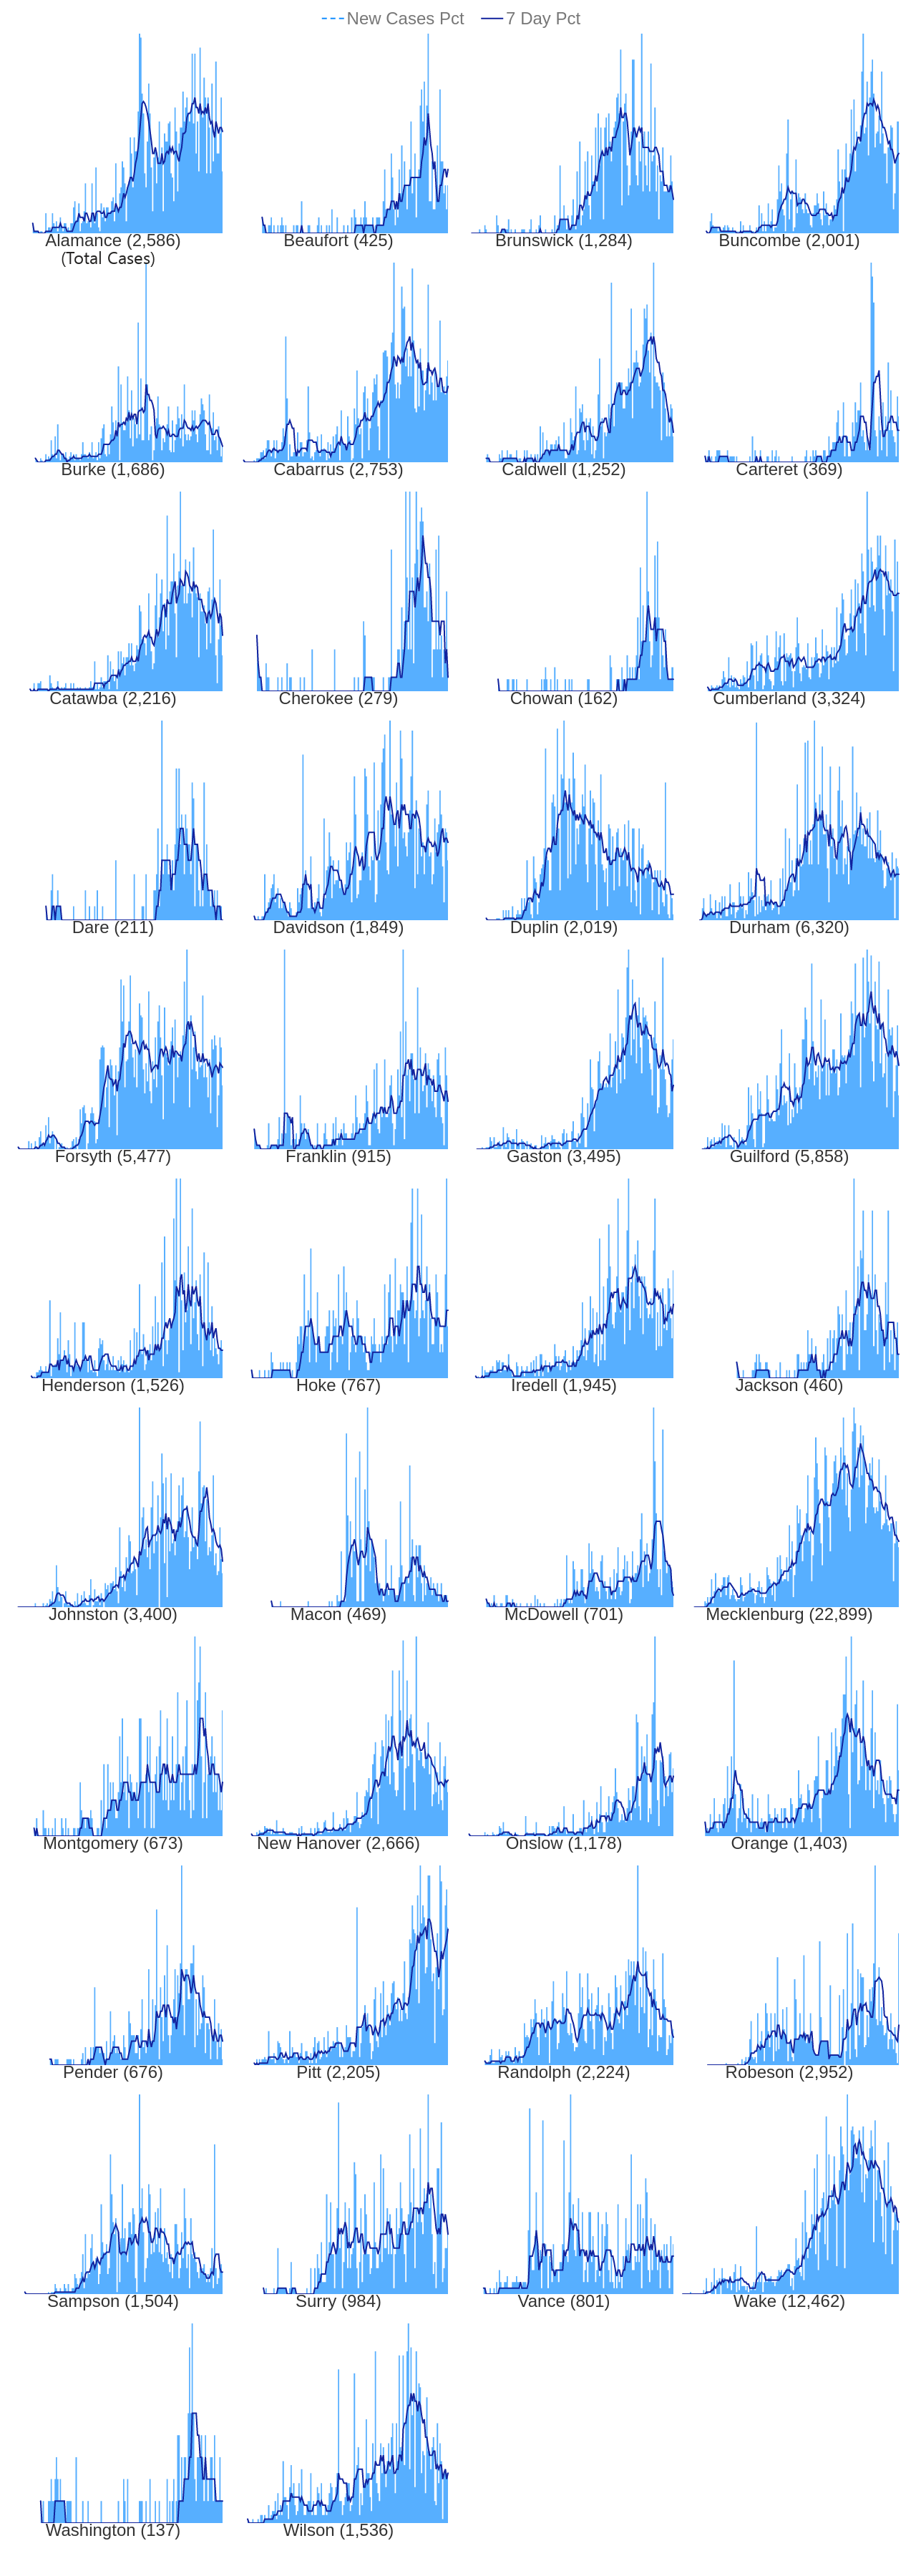 New Cases Pct 7 Day Pct
Alamance (2,586) Beaufort (425) Brunswick (1,284) Buncombe (2,001)
(Total Cases)
Burke (1,686) Cabarrus (2,753) Caldwell (1,252) Carteret (369)
Catawba (2,216) Cherokee (279) Chowan (162) Cumberland (3,324)
Dare (211) Davidson (1,849) Duplin (2,019) Durham (6,320)
Forsyth (5,477) Franklin (915) Gaston (3,495) Guilford (5,858)
Henderson (1,526) Hoke (767) Iredell (1,945) Jackson (460)
Johnston (3,400) Macon (469) McDowell (701) Mecklenburg (22,899)
Montgomery (673) New Hanover (2,666) Onslow (1,178) Orange (1,403)
Pender (676) Pitt (2,205) Randolph (2,224) Robeson (2,952)
Sampson (1,504) Surry (984) Vance (801) Wake (12,462)
Washington (137) Wilson (1,536)